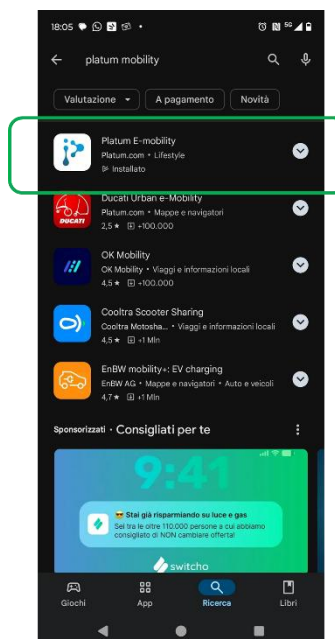 18:05
5G
platum mobility
Valutazione
A pagamento
Novità
Platum E-mobility
Platum.com • Lifestyle
Installato
DUCATI
Ducati Urban e-Mobility
Platum.com • Mappe e navigatori
2,5 ★ +100.000
OK Mobility
OK Mobility • Viaggi e informazioni locali
4,5 ★ +100.000
Cooltra Scooter Sharing
Cooltra Motosha... • Viaggi e informazioni locali
4,5 ★ +1 Mln
EnBW mobility+: EV charging
EnBW AG • Mappe e navigatori • Auto e veicoli
4,7 ★ +1 Mln
Sponsorizzati • Consigliati per te
9:41
Stai già risparmiando su luce e gas
Sei tra le oltre 110.000 persone a cui abbiamo
consigliato di NON cambiare offerta!
switcho
Giochi
App
Ricerca
Libri